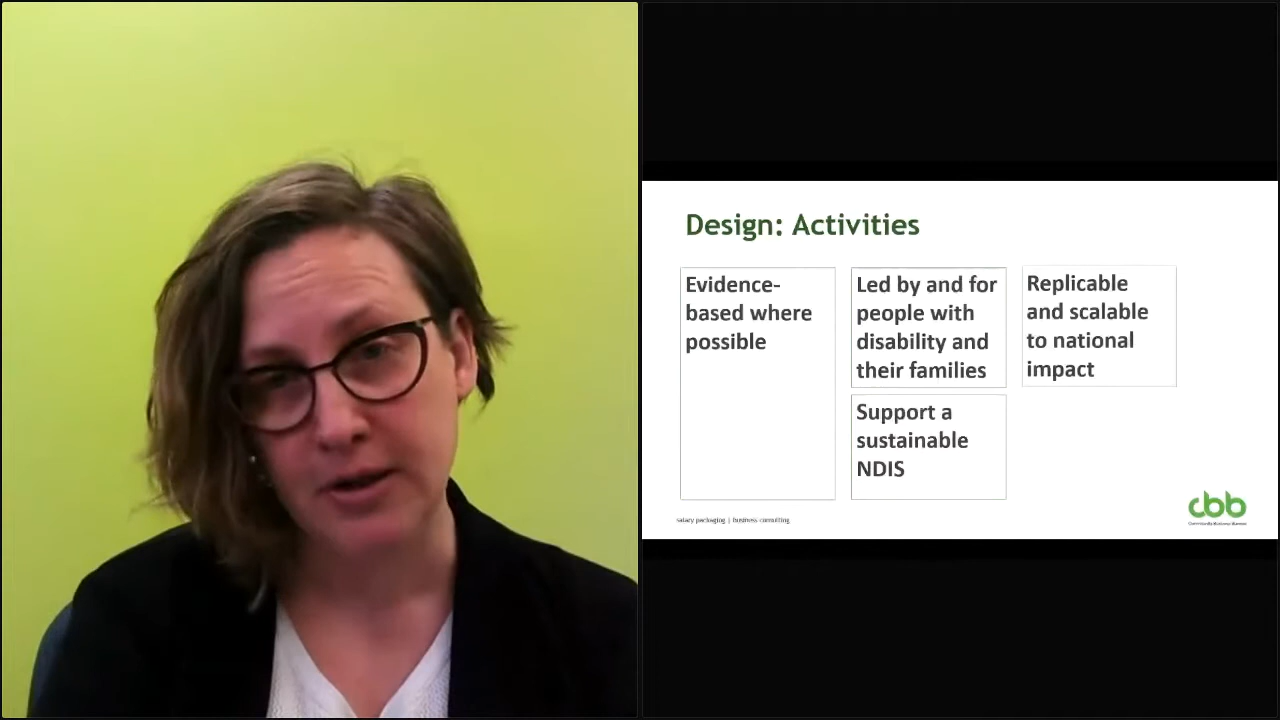 Design: Activities
Evidence-
based where
possible
Led by and for
people with
disability and
their families
Support a
sustainable
NDIS
Replicable
and scalable
to national
impact
salary packaging | business consulting
cbb